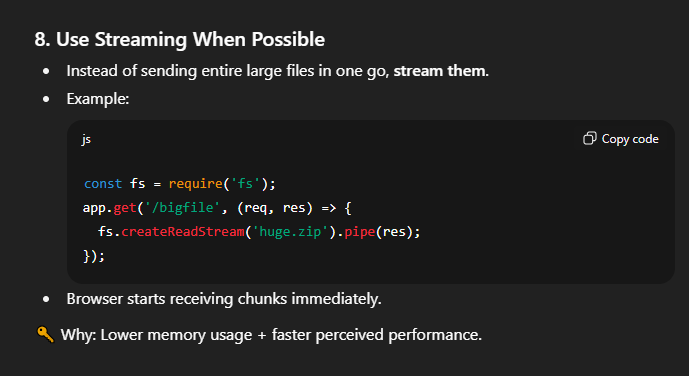 8. Use Streaming When Possible
• Instead of sending entire large files in one go, stream them.
• Example:
js
Copy code
const fs = require('fs');
app.get('/bigfile', (req, res) => {
  fs.createReadStream('huge.zip').pipe(res);
});
• Browser starts receiving chunks immediately.
🔑 Why: Lower memory usage + faster perceived performance.